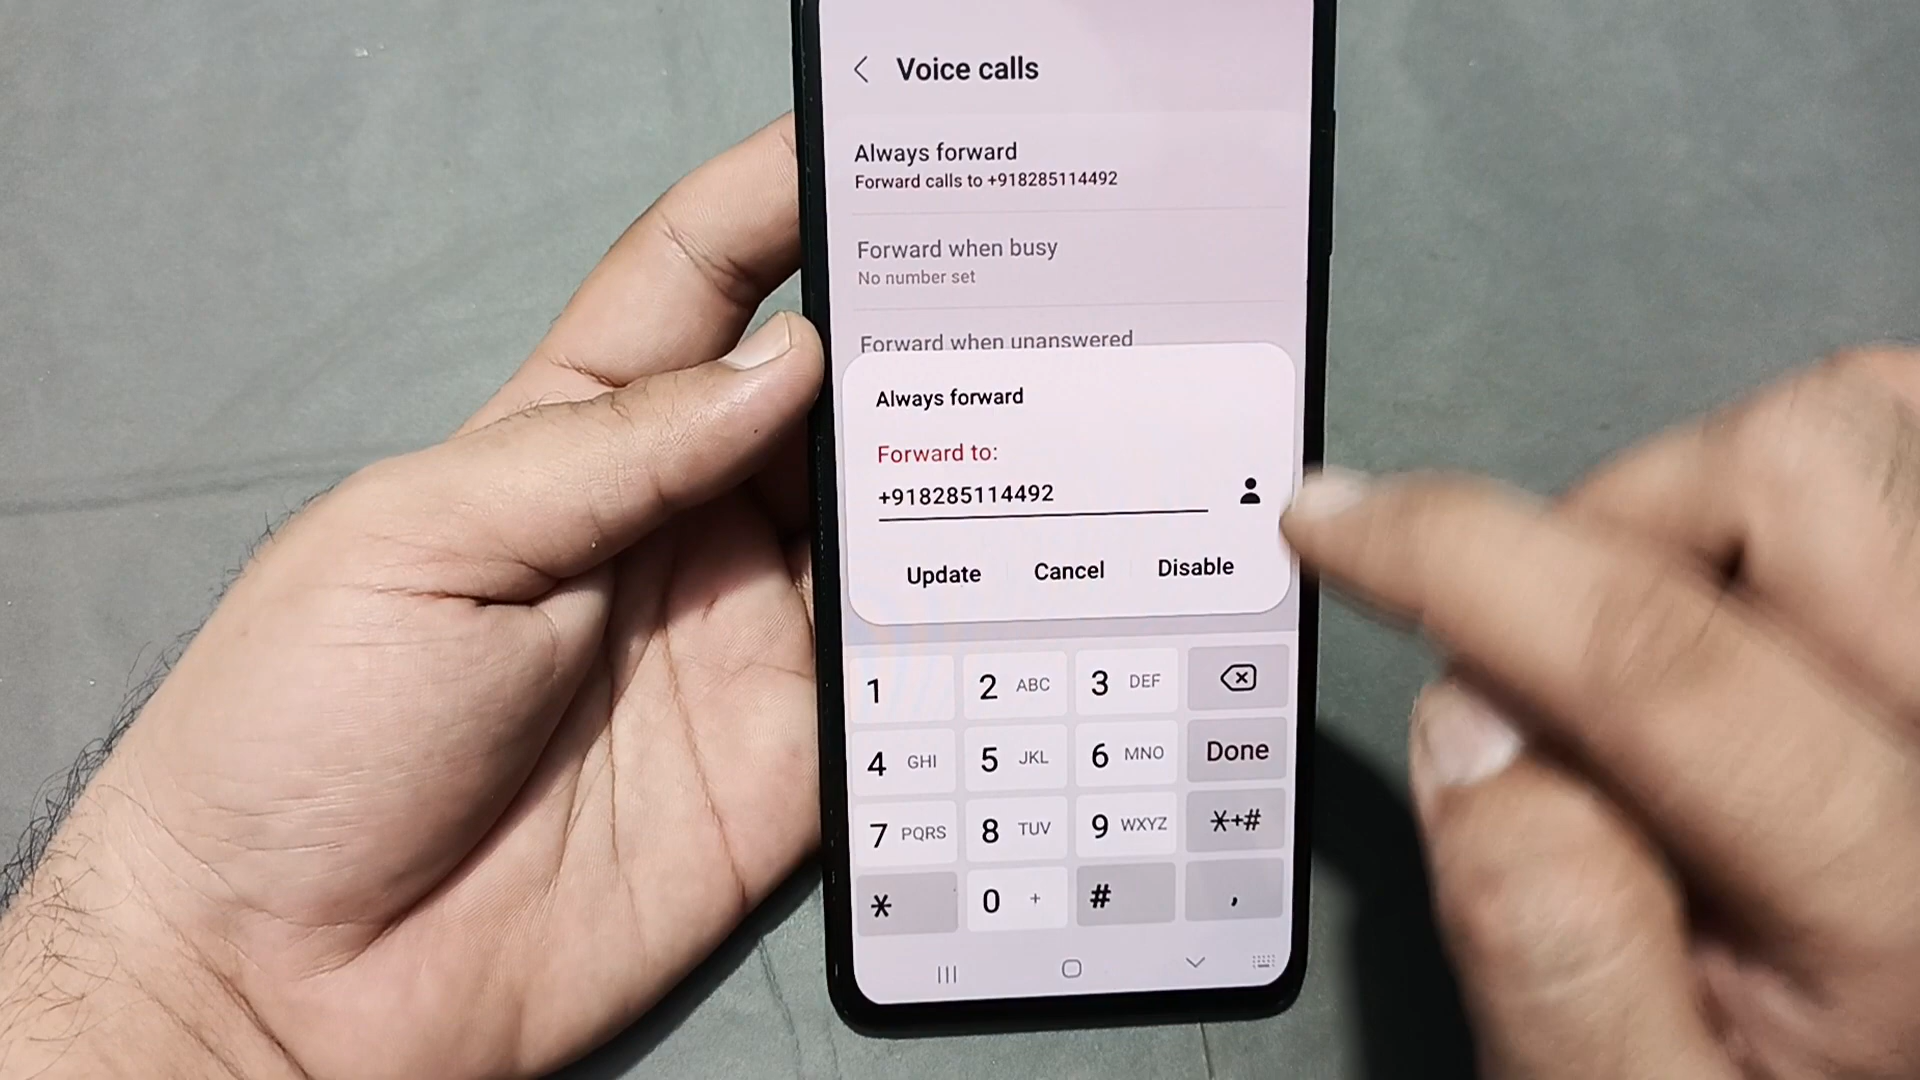 Voice calls
Always forward
Forward calls to +918285114492
Forward when busy
No number set
Forward when unanswered
Always forward
Forward to:
+918285114492
Update Cancel Disable
1 2 ABC 3 DEF
4 GHI 5 JKL 6 MNO Done
7 PQRS 8 TUV 9 WXYZ *+#
* 0 + # ,